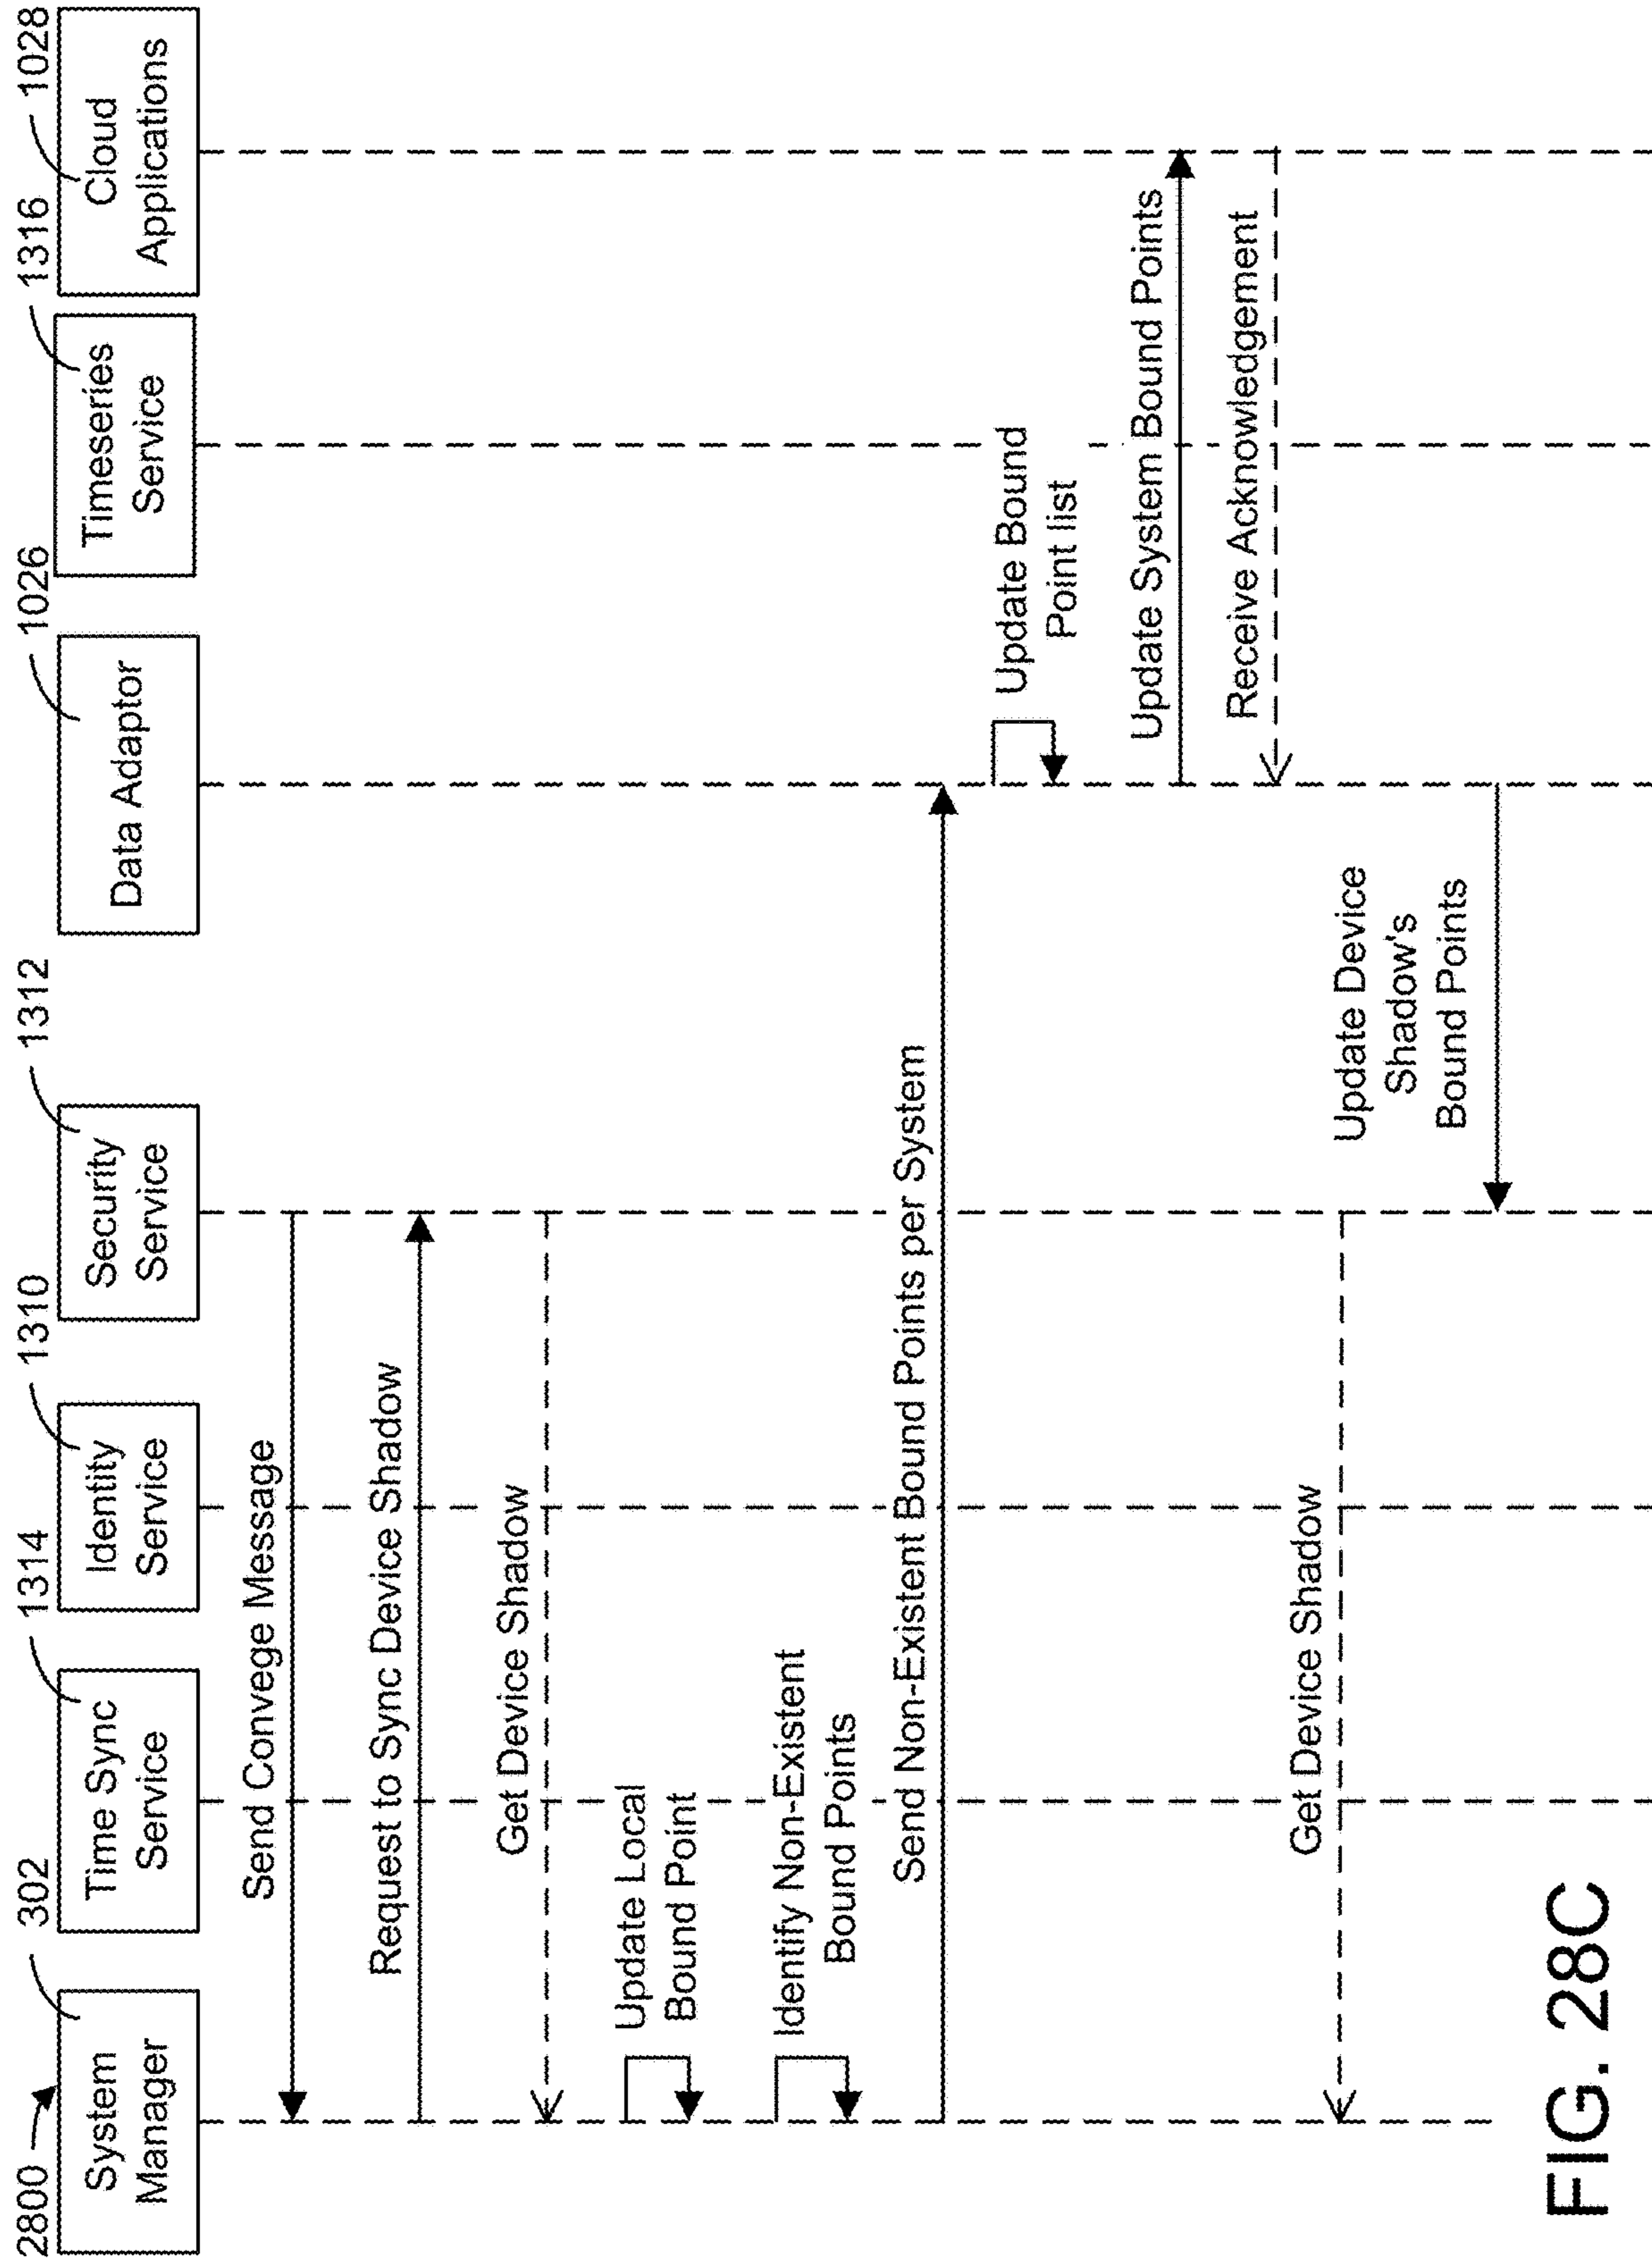 2800
302
1314
1310
1312
1026
1316
1028
System
Manager
Time Sync
Service
Identity
Service
Security
Service
Data Adaptor
Timeseries
Service
Cloud
Applications
Send Convege Message
Request to Sync Device Shadow
Get Device Shadow
Update Local
Bound Point
Identify Non-Existent
Bound Points
Send Non-Existent Bound Points per System
Update Bound
Point list
Update System Bound Points
Receive Acknowledgement
Get Device Shadow
Update Device
Shadow's
Bound Points
FIG. 28C